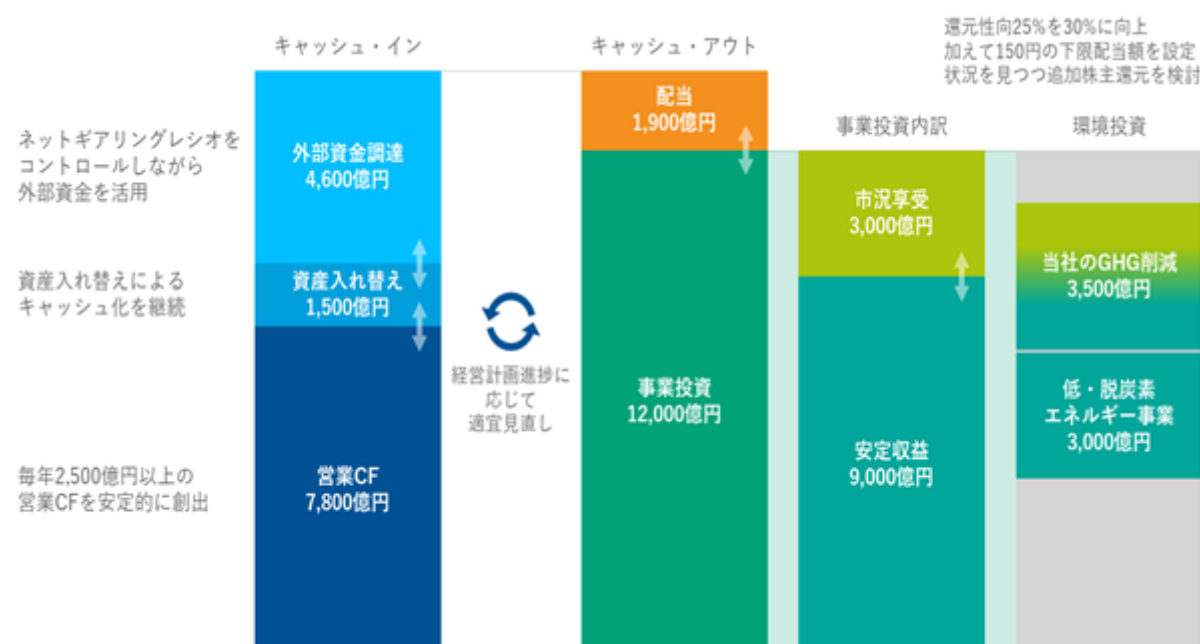 キャッシュ・イン
キャッシュ・アウト
還元性向25%を30%に向上
加えて150円の下限配当額を設定
状況を見つつ追加株主還元を検討
事業投資内訳
環境投資
ネットギアリングレシオを
コントロールしながら
外部資金を活用
資産入れ替えによる
キャッシュ化を継続
毎年2,500億円以上の
営業CFを安定的に創出
外部資金調達
4,600億円
資産入れ替え
1,500億円
営業CF
7,800億円
経営計画進捗に
応じて
適宜見直し
配当
1,900億円
事業投資
12,000億円
市況享受
3,000億円
安定収益
9,000億円
当社のGHG削減
3,500億円
低・脱炭素
エネルギー事業
3,000億円